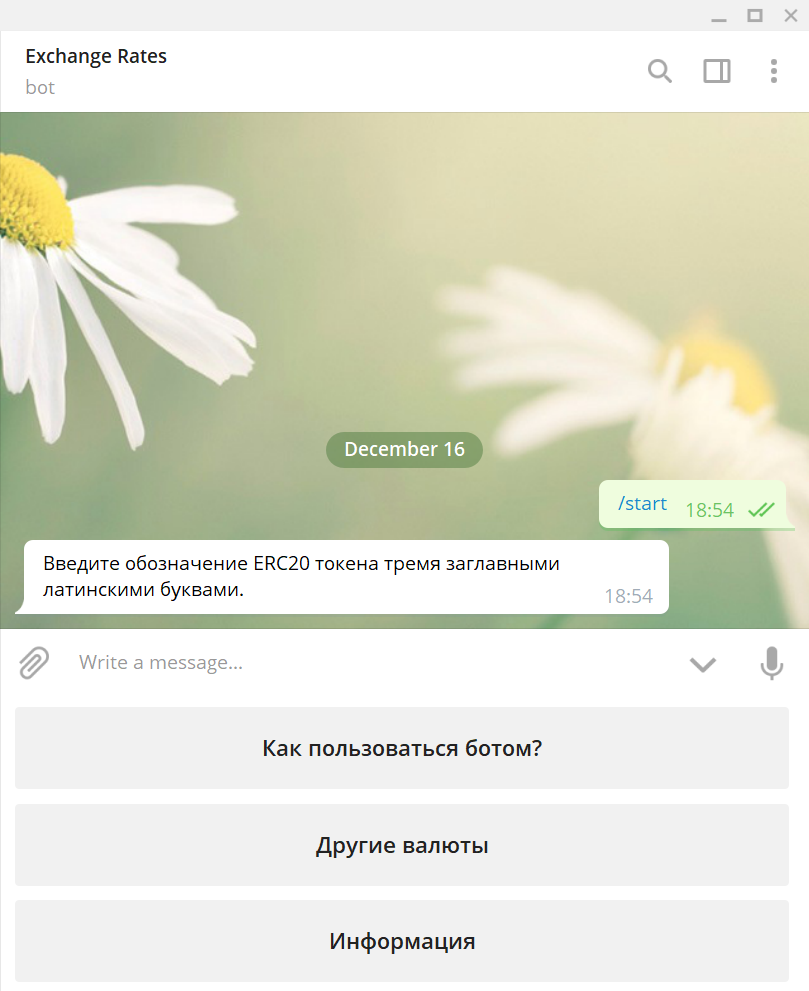 Exchange Rates
bot
December 16
/start 18:54
Введите обозначение ERC20 токена тремя заглавными
латинскими буквами. 18:54
Write a message...
Как пользоваться ботом?
Другие валюты
Информация